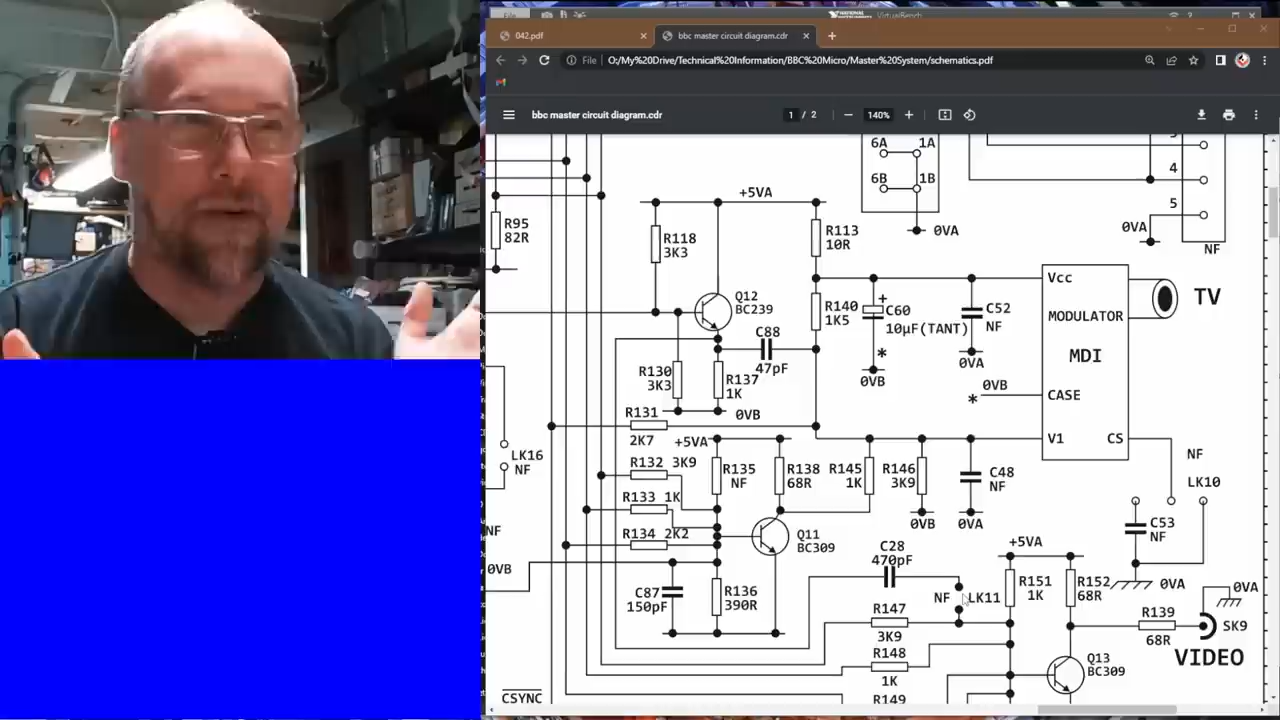 File
NATIONAL INSTRUMENTS
VirtualBench
042.pdf
bbc master circuit diagram.pdf
File
O:/My%20Drive/Technical%20Information/BBC%20Micro/Master%20System/schematics.pdf
bbc master circuit diagram.cdr
1 / 2
140%
6A
1A
6B
1B
0VA
4
5
0VA
NF
R95
82R
+5VA
R118
3K3
R113
10R
Q12
BC239
R140
1K5
C60
+
10µF(TANT)
*
0VB
C52
NF
0VA
Vcc
MODULATOR
MDI
CASE
V1
CS
TV
0VB
*
C88
47pF
R130
3K3
R137
1K
0VB
R131
2K7
+5VA
LK16
NF
R132 3K9
R133 1K
R134 2K2
R135
NF
R138
68R
R145
1K
R146
3K9
0VB
C48
NF
0VA
NF
LK10
C53
NF
0VA
Q11
BC309
NF
0VB
C87
150pF
R136
390R
C28
470pF
NF
LK11
R147
3K9
R148
1K
R149
+5VA
R151
1K
R152
68R
R139
68R
0VA
SK9
VIDEO
Q13
BC309
CSYNC